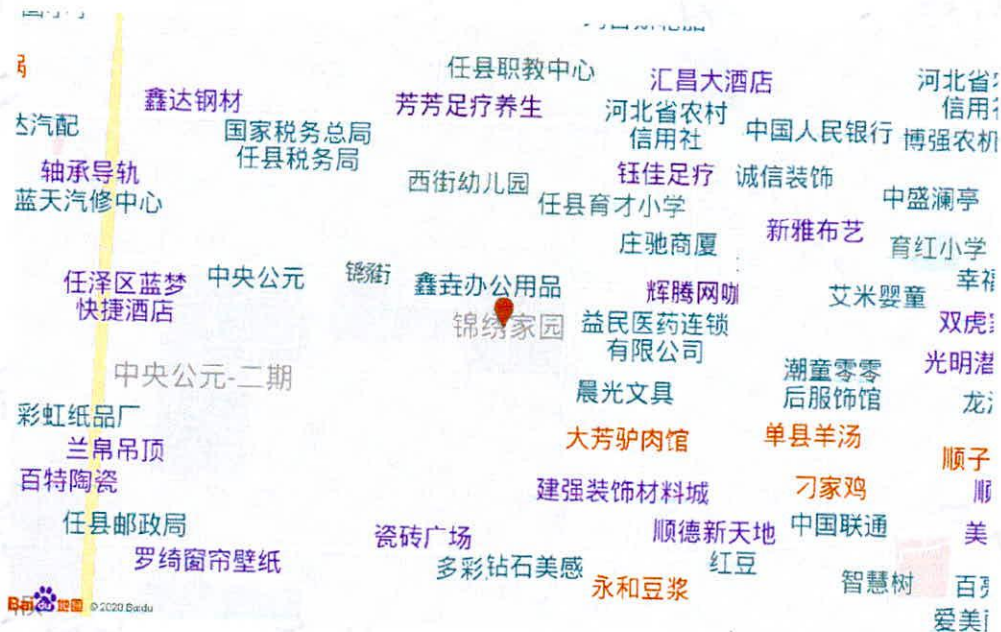 任县职教中心
汇昌大酒店
河北省
信用
鑫达钢材
芳芳足疗养生
河北省农村
信用社
中国人民银行
博强农机
达汽配
国家税务总局
任县税务局
轴承导轨
蓝天汽修中心
西街幼儿园
钰佳足疗
诚信装饰
任县育才小学
中盛澜亭
新雅布艺
庄驰商厦
育红小学
任泽区蓝梦
快捷酒店
中央公元
鑫垚办公用品
辉腾网咖
艾米婴童
幸福
锦绣家园
益民医药连锁
有限公司
双虎
中央公元-二期
潮童零零
后服饰馆
光明
晨光文具
龙
彩虹纸品厂
兰帛吊顶
大芳驴肉馆
单县羊汤
顺子
百特陶瓷
建强装饰材料城
刁家鸡
顺
任县邮政局
瓷砖广场
顺德新天地
中国联通
美
罗绮窗帘壁纸
多彩钻石美感
红豆
永和豆浆
智慧树
百
爱美
Bai du 地图 © 2020 Baidu